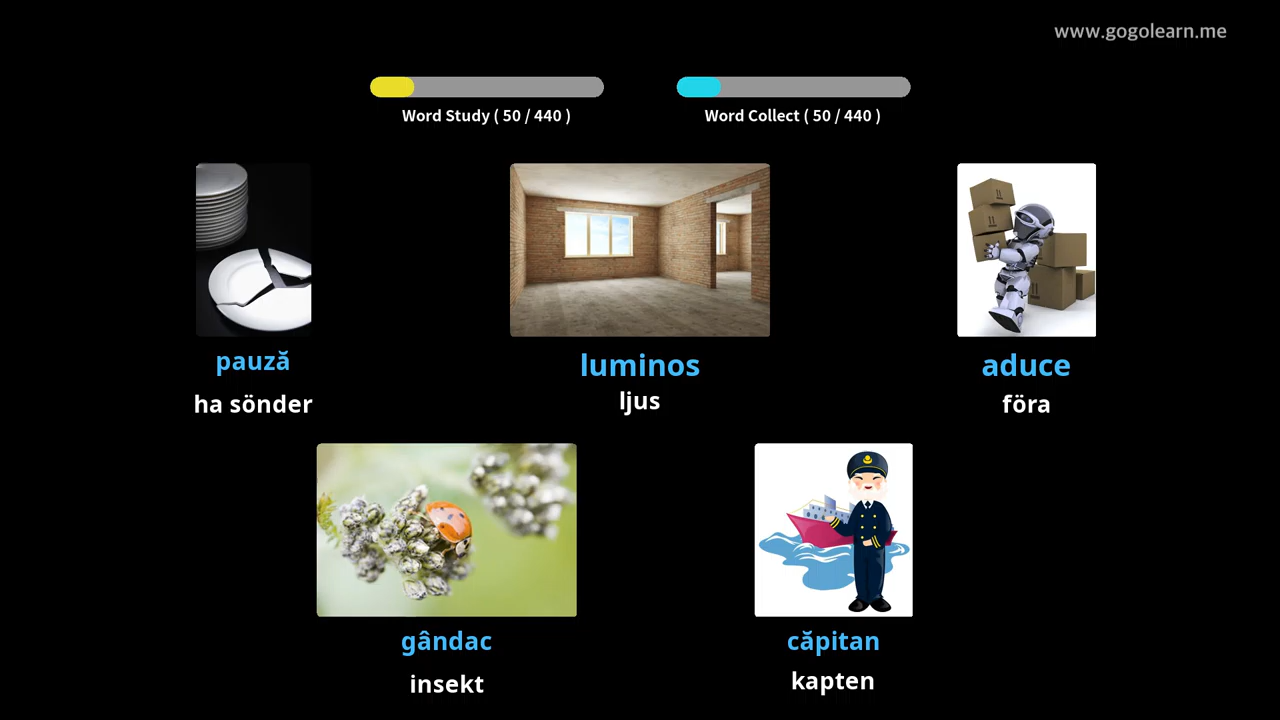 www.gogolearn.me
Word Study ( 50 / 440 )
Word Collect ( 50 / 440 )
pauză
luminos
aduce
ha sönder
ljus
föra
gândac
căpitan
insekt
kapten